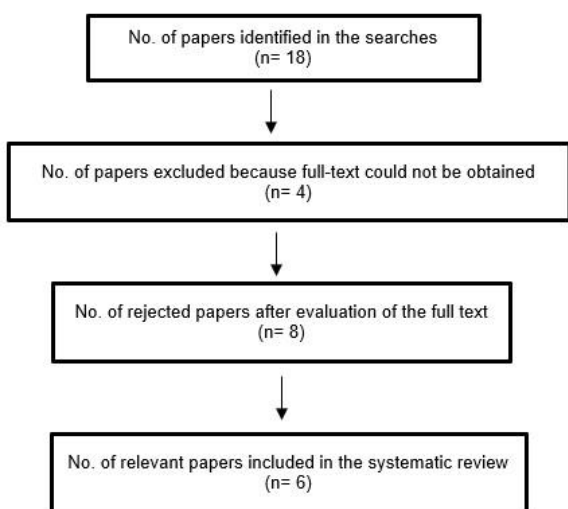 No. of papers identified in the searches
(n= 18)
No. of papers excluded because full-text could not be obtained
(n= 4)
No. of rejected papers after evaluation of the full text
(n= 8)
No. of relevant papers included in the systematic review
(n= 6)